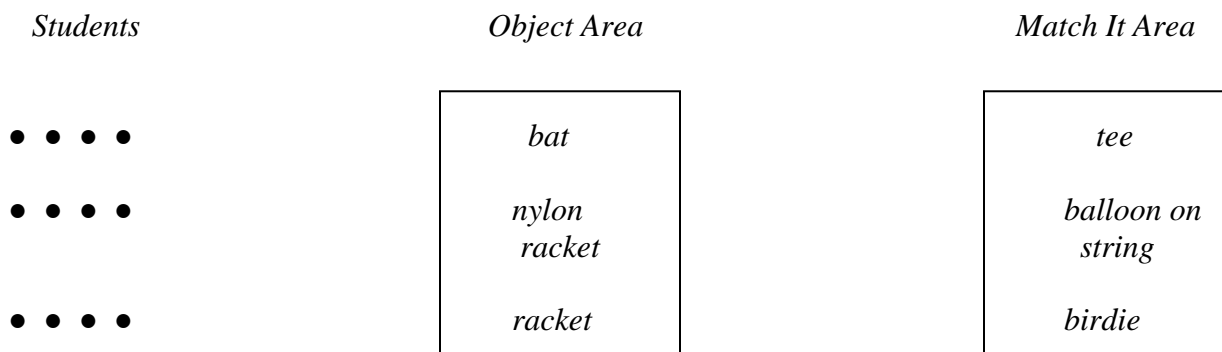 Students Object Area Match It Area
bat tee
nylon balloon on
racket string
racket birdie